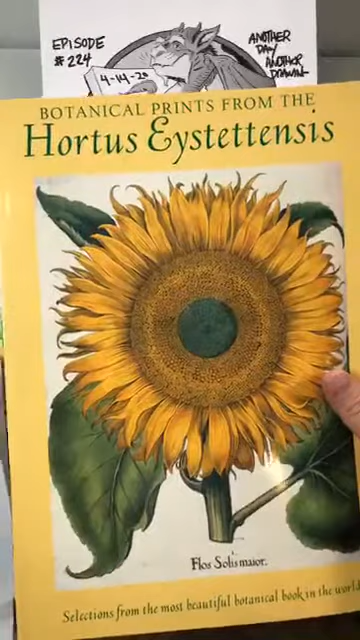 EPISODE
#224
ANOTHER
DAY
ANOTHER
DRAWIN-
4-14-20
BOTANICAL PRINTS FROM THE
Hortus Eystettensis
Flos Solis maior.
Selections from the most beautiful botanical book in the world